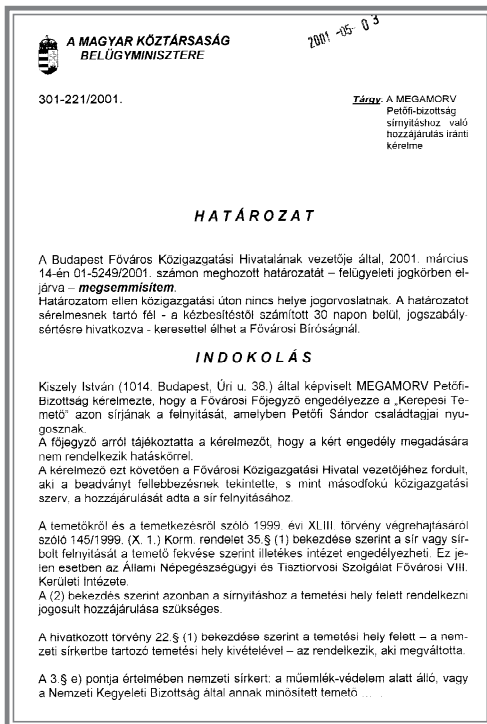 A MAGYAR KÖZTÁRSASÁG
BELÜGYMINISZTERE
2001 -05- 03
301-221/2001.
Tárgy: A MEGAMORV
Petőfi-bizottság
sírnyitáshoz való
hozzájárulás iránti
kérelme
HATÁROZAT
A Budapest Főváros Közigazgatási Hivatalának vezetője által, 2001. március
14-én 01-5249/2001. számon meghozott határozatát – felügyeleti jogkörben el-
járva – megsemmisítem.
Határozatom ellen közigazgatási úton nincs helye jogorvoslatnak. A határozatot
sérelmesnek tartó fél - a kézbesítéstől számított 30 napon belül, jogszabály-
sértésre hivatkozva - keresettel élhet a Fővárosi Bíróságnál.
INDOKOLÁS
Kiszely István (1014. Budapest, Úri u. 38.) által képviselt MEGAMORV Petőfi-
Bizottság kérelmezte, hogy a Fővárosi Főjegyző engedélyezze a „Kerepesi Te-
mető” azon sírjának a felnyitását, amelyben Petőfi Sándor családtagjai nyu-
gosznak.
A főjegyző arról tájékoztatta a kérelmezőt, hogy a kért engedély megadására
nem rendelkezik hatáskörrel.
A kérelmező ezt követően a Fővárosi Közigazgatási Hivatal vezetőjéhez fordult,
aki a beadványt fellebbezésnek tekintette, s mint másodfokú közigazgatási
szerv, a hozzájárulását adta a sír felnyitásához.
A temetőkről és a temetkezésről szóló 1999. évi XLIII. törvény végrehajtásáról
szóló 145/1999. (X. 1.) Korm. rendelet 35.§ (1) bekezdése szerint a sír vagy sír-
bolt felnyitását a temető fekvése szerint illetékes intézet engedélyezheti. Ez je-
len esetben az Állami Népegészségügyi és Tisztiorvosi Szolgálat Fővárosi VIII.
Kerületi Intézete.
A (2) bekezdés szerint azonban a sírnyitáshoz a temetési hely felett rendelkezni
jogosult hozzájárulása szükséges.
A hivatkozott törvény 22.§ (1) bekezdése szerint a temetési hely felett – a nem-
zeti sírkertbe tartozó temetési hely kivételével – az rendelkezik, aki megváltotta.
A 3.§ e) pontja értelmében nemzeti sírkert: a műemlék-védelem alatt álló, vagy
a Nemzeti Kegyeleti Bizottság által annak minősített temető ... ..